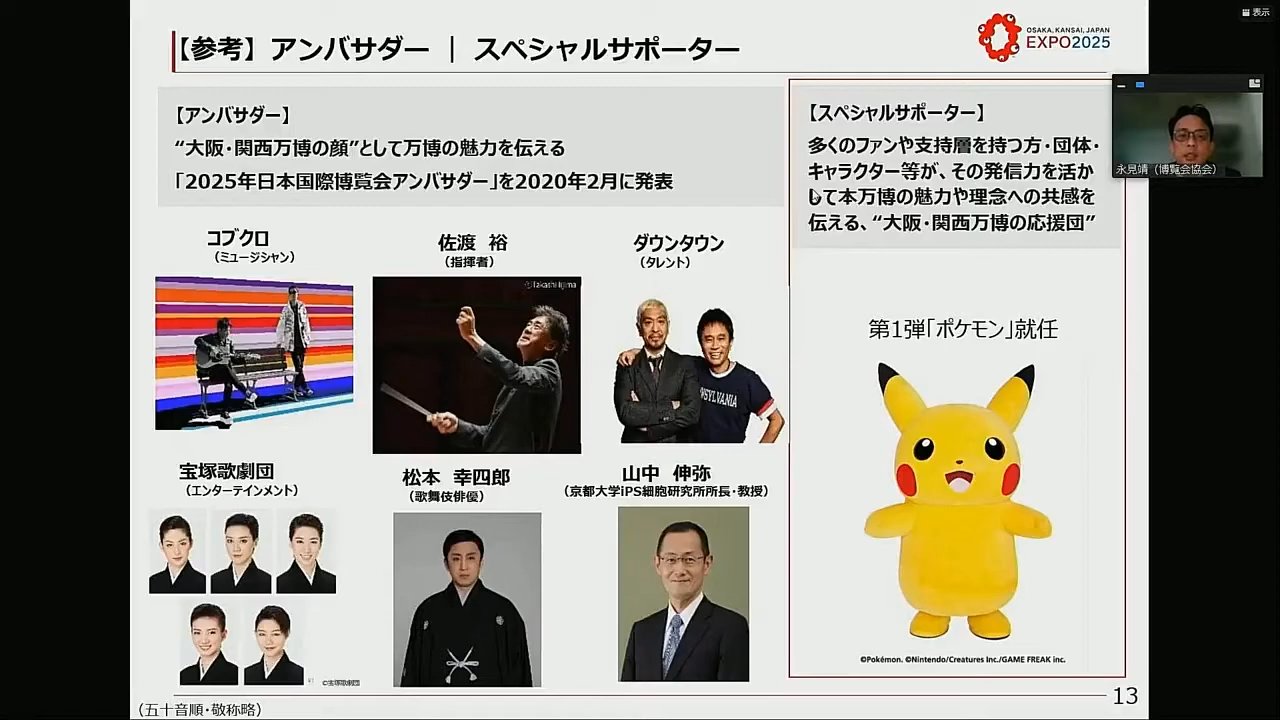 表示
【参考】アンバサダー ｜ スペシャルサポーター
OSAKA, KANSAI, JAPAN
EXPO2025
【アンバサダー】
“大阪・関西万博の顔”として万博の魅力を伝える
「2025年日本国際博覧会アンバサダー」を2020年2月に発表
【スペシャルサポーター】
多くのファンや支持層を持つ方・団体・
キャラクター等が、その発信力を活か
して本万博の魅力や理念への共感を
伝える、“大阪・関西万博の応援団”
永見靖（博覧会協会）
コブクロ
（ミュージシャン）
佐渡 裕
（指揮者）
ダウンタウン
（タレント）
©Takashi Iijima
NSYLVANIA
第1弾「ポケモン」就任
宝塚歌劇団
（エンターテインメント）
松本 幸四郎
（歌舞伎俳優）
山中 伸弥
（京都大学iPS細胞研究所所長・教授）
©宝塚歌劇団
©Pokémon. ©Nintendo/Creatures Inc./GAME FREAK inc.
13
（五十音順・敬称略）